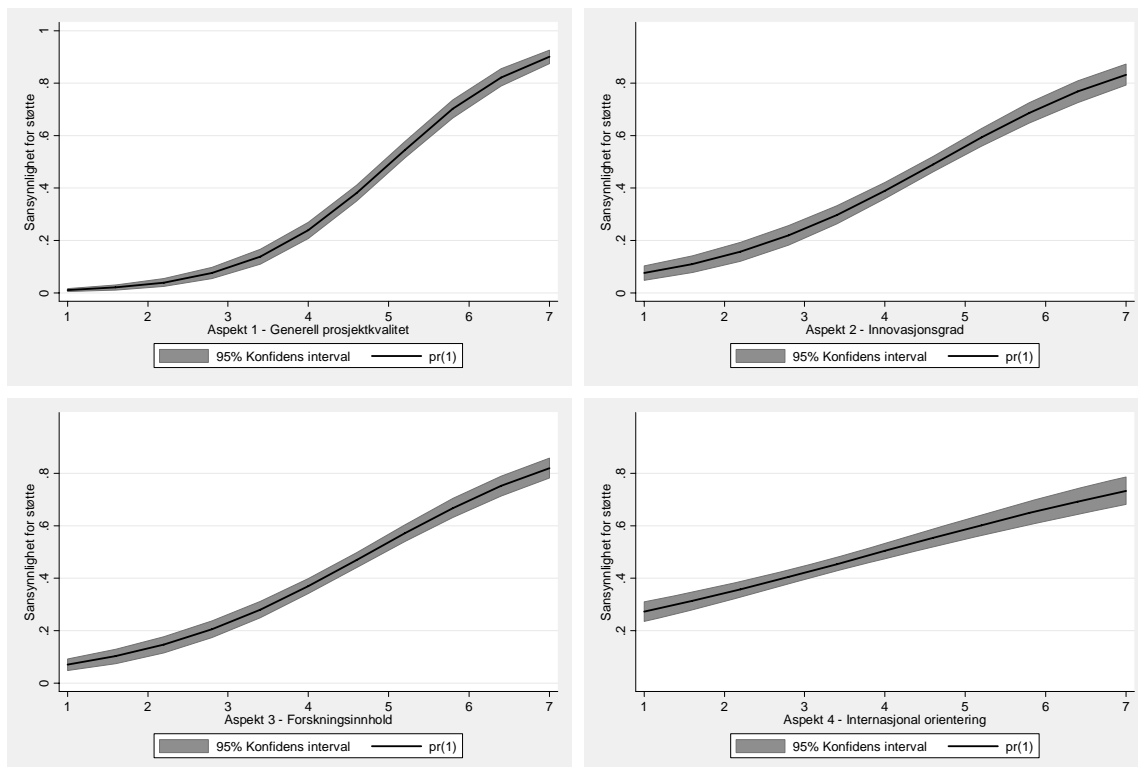 Sansynnlighet for støtte
1
.8
.6
.4
.2
0
1 2 3 4 5 6 7
Aspekt 1 - Generell prosjektkvalitet
95% Konfidens interval pr(1)
Sansynnlighet for støtte
.8
.6
.4
.2
0
1 2 3 4 5 6 7
Aspekt 2 - Innovasjonsgrad
95% Konfidens interval pr(1)
Sansynnlighet for støtte
.8
.6
.4
.2
0
1 2 3 4 5 6 7
Aspekt 3 - Forskningsinnhold
95% Konfidens interval pr(1)
Sansynnlighet for støtte
.8
.6
.4
.2
1 2 3 4 5 6 7
Aspekt 4 - Internasjonal orientering
95% Konfidens interval pr(1)